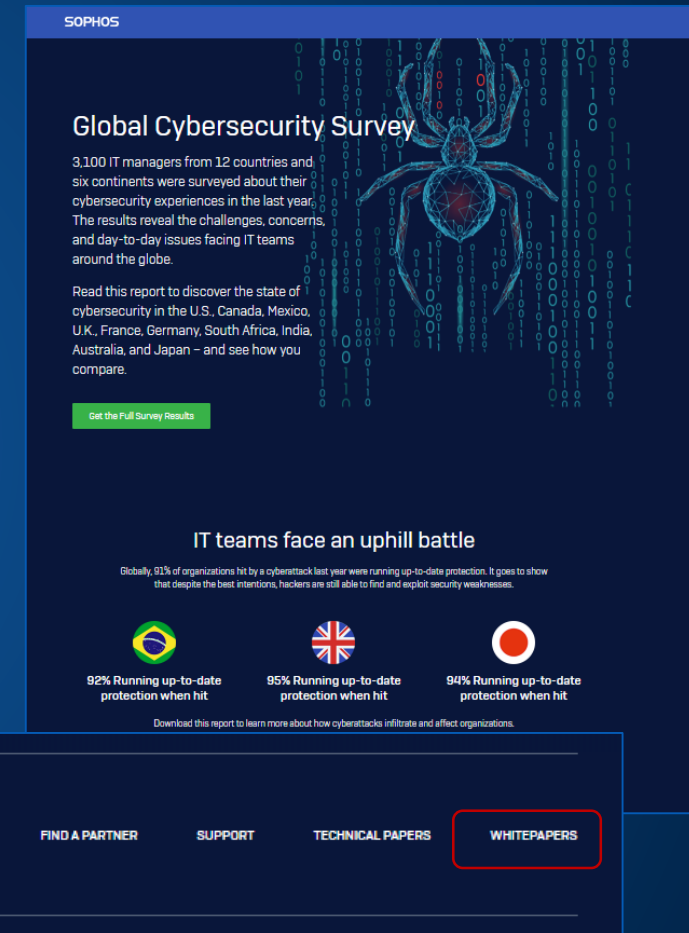 SOPHOS
Global Cybersecurity Survey
3,100 IT managers from 12 countries and
six continents were surveyed about their
cybersecurity experiences in the last year.
The results reveal the challenges, concerns,
and day-to-day issues facing IT teams
around the globe.
Read this report to discover the state of
cybersecurity in the U.S., Canada, Mexico,
U.K., France, Germany, South Africa, India,
Australia, and Japan – and see how you
compare.
Get the Full Survey Results
IT teams face an uphill battle
Globally, 91% of organizations hit by a cyberattack last year were running up-to-date protection. It goes to show
that despite the best intentions, hackers are still able to find and exploit security weaknesses.
92% Running up-to-date
protection when hit
95% Running up-to-date
protection when hit
94% Running up-to-date
protection when hit
Download this report to learn more about how cyberattacks infiltrate and affect organizations.
FIND A PARTNER
SUPPORT
TECHNICAL PAPERS
WHITEPAPERS